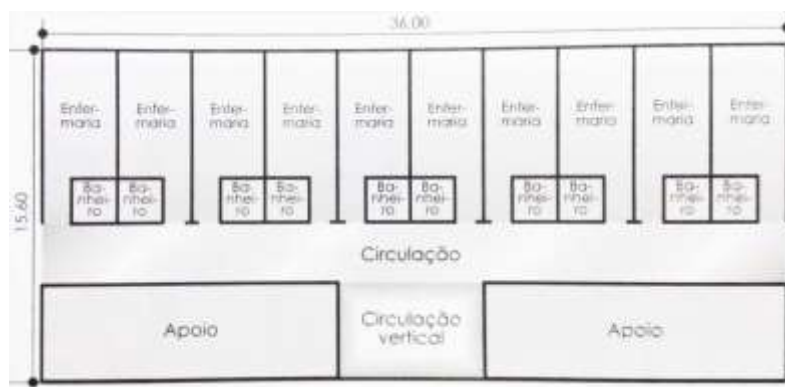 36.00
15.60
Enfer-
maria
Enfer-
maria
Enfer-
maria
Enfer-
maria
Enfer-
maria
Enfer-
maria
Enfer-
maria
Enfer-
maria
Enfer-
maria
Enfer-
maria
Ba-
nhei-
ro
Ba-
nhei-
ro
Ba-
nhei-
ro
Ba-
nhei-
ro
Ba-
nhei-
ro
Ba-
nhei-
ro
Ba-
nhei-
ro
Ba-
nhei-
ro
Ba-
nhei-
ro
Ba-
nhei-
ro
Circulação
Apoio
Circulação
vertical
Apoio